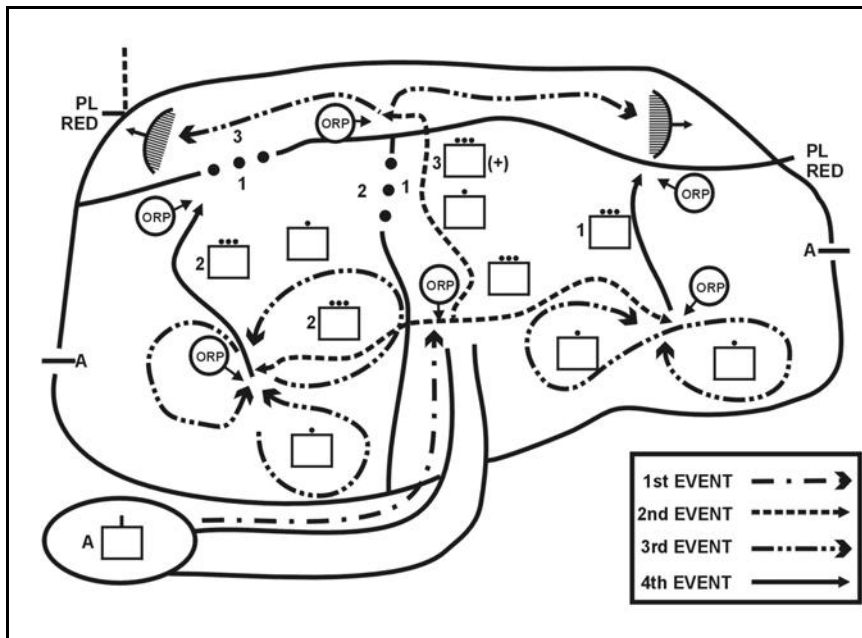 PL
RED
3
ORP
1
3
(+)
PL
RED
2
1
ORP
ORP
1
2
A
ORP
ORP
2
ORP
A
1st EVENT
2nd EVENT
3rd EVENT
4th EVENT
A